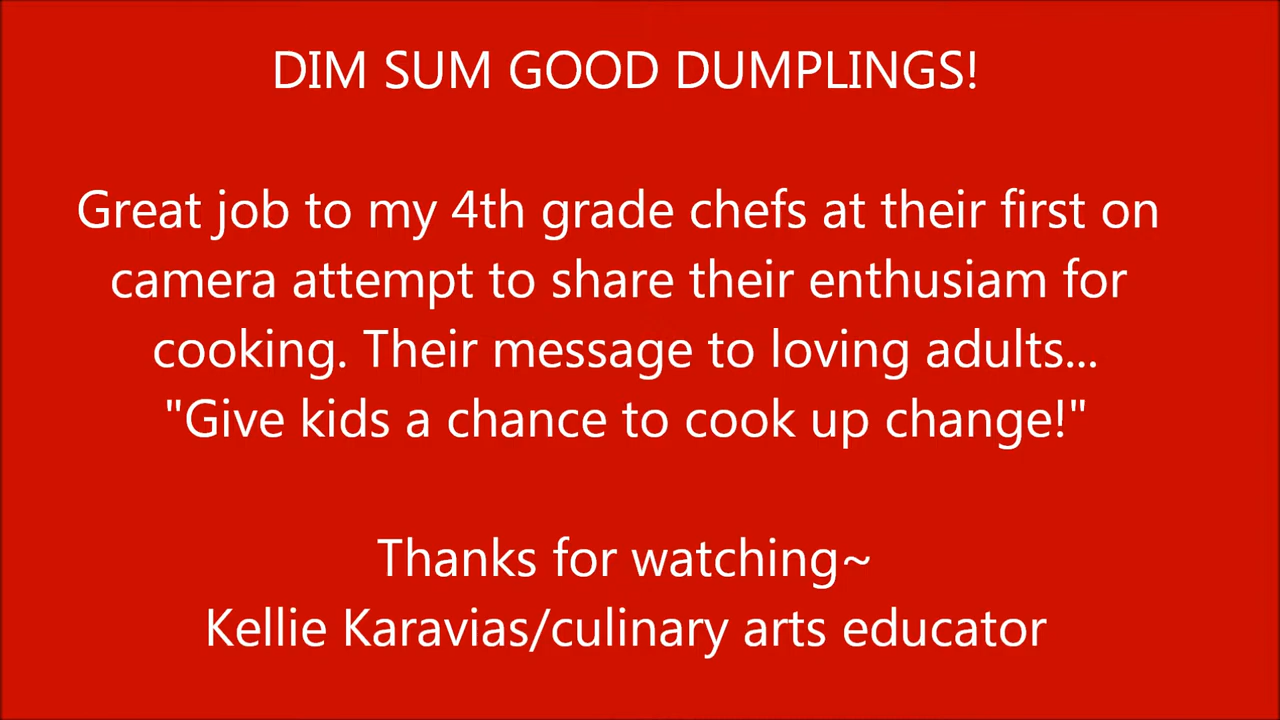 DIM SUM GOOD DUMPLINGS!
Great job to my 4th grade chefs at their first on
camera attempt to share their enthusiam for
cooking. Their message to loving adults...
"Give kids a chance to cook up change!"
Thanks for watching~
Kellie Karavias/culinary arts educator